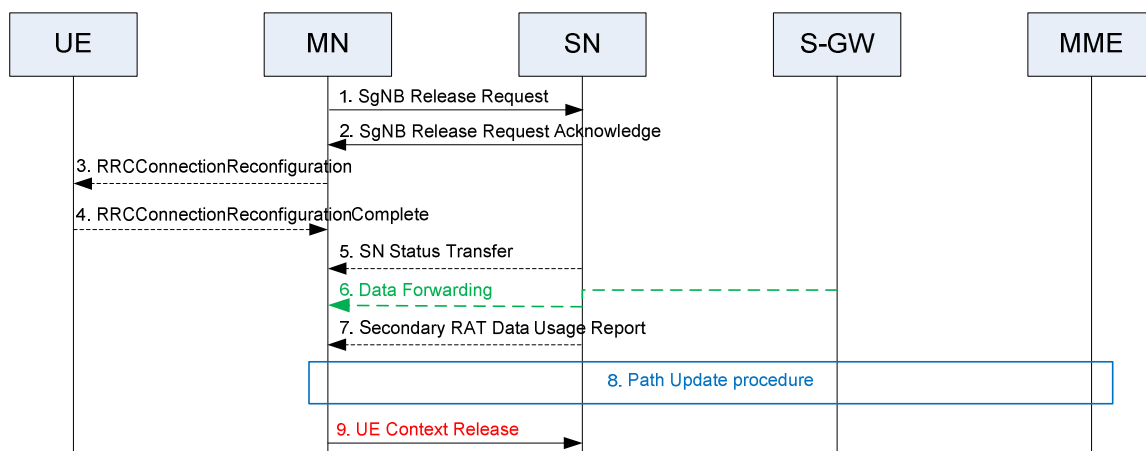 UE
MN
SN
S-GW
MME
1. SgNB Release Request
2. SgNB Release Request Acknowledge
3. RRCConnectionReconfiguration
4. RRCConnectionReconfigurationComplete
5. SN Status Transfer
6. Data Forwarding
7. Secondary RAT Data Usage Report
8. Path Update procedure
9. UE Context Release